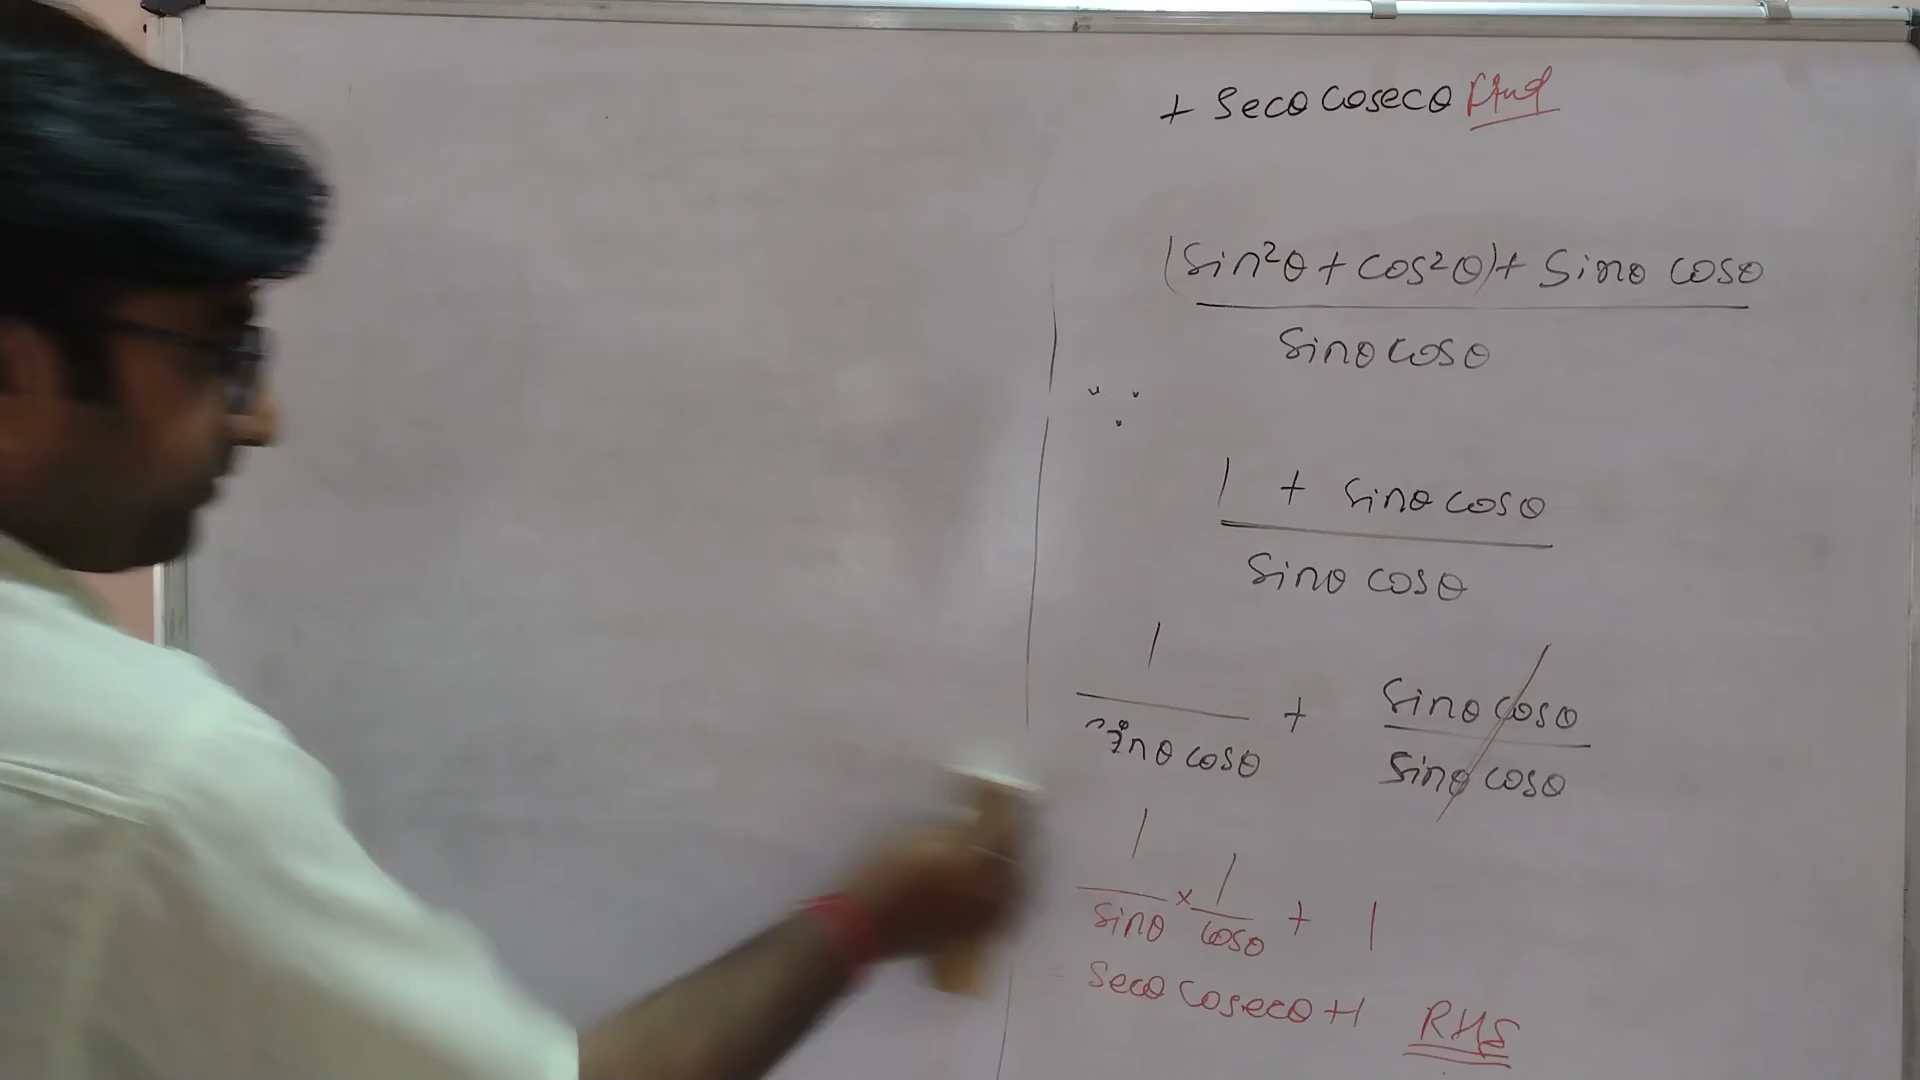 + Secθ Cosecθ
(Sin²θ + Cos²θ) + Sinθ Cosθ
Sinθ Cosθ
1 + Sinθ Cosθ
Sinθ Cosθ
1 + Sinθ Cosθ
Sinθ Cosθ Sinθ Cosθ
1 × 1 + 1
Sinθ Cosθ
Secθ Cosecθ + 1 RHS